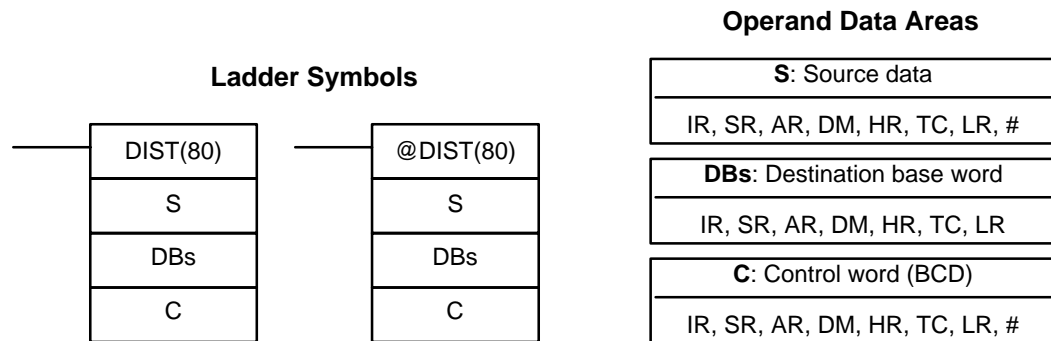 Ladder Symbols
DIST(80)
S
DBs
C
@DIST(80)
S
DBs
C
Operand Data Areas
S: Source data
IR, SR, AR, DM, HR, TC, LR, #
DBs: Destination base word
IR, SR, AR, DM, HR, TC, LR
C: Control word (BCD)
IR, SR, AR, DM, HR, TC, LR, #